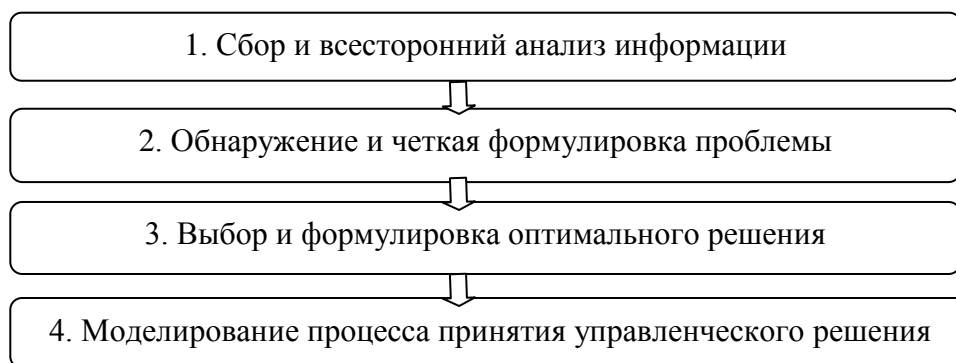 1. Сбор и всесторонний анализ информации
2. Обнаружение и четкая формулировка проблемы
3. Выбор и формулировка оптимального решения
4. Моделирование процесса принятия управленческого решения